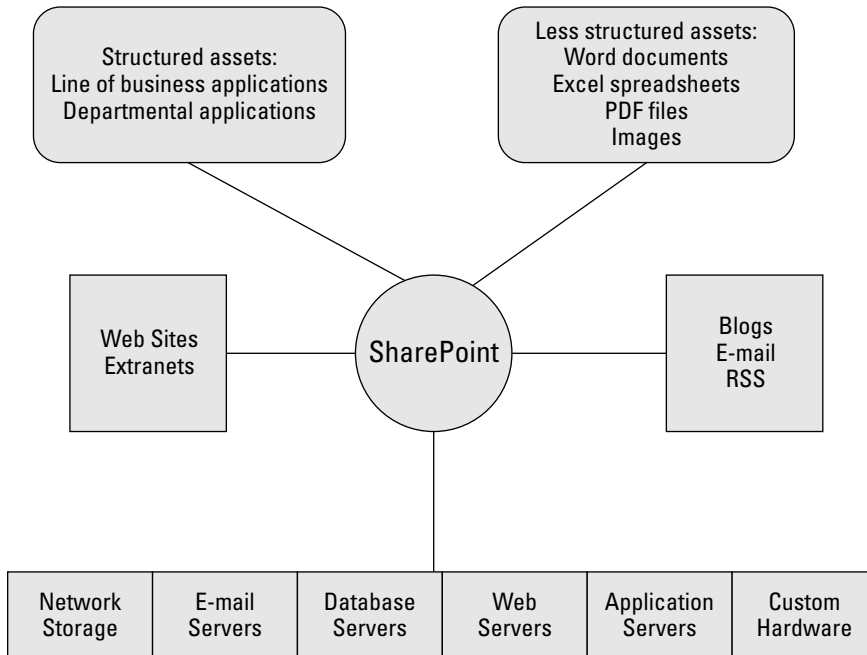 Structured assets:
Line of business applications
Departmental applications
Less structured assets:
Word documents
Excel spreadsheets
PDF files
Images
Web Sites
Extranets
SharePoint
Blogs
E-mail
RSS
Network
Storage
E-mail
Servers
Database
Servers
Web
Servers
Application
Servers
Custom
Hardware